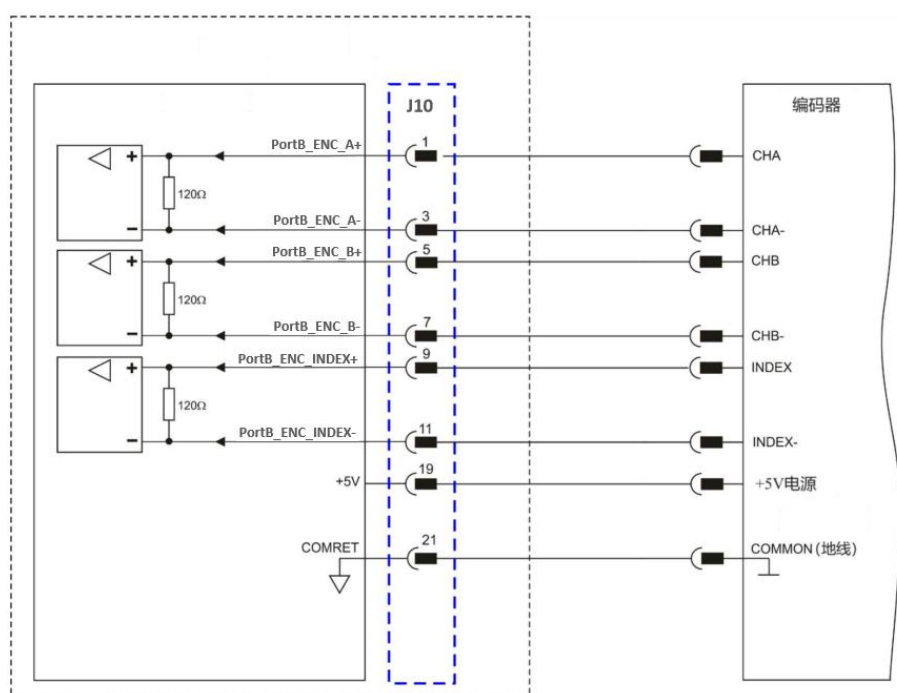 J10
编码器
PortB_ENC_A+
1
CHA
+
120Ω
PortB_ENC_A-
3
CHA-
−
PortB_ENC_B+
5
CHB
+
120Ω
PortB_ENC_B-
7
CHB-
−
PortB_ENC_INDEX+
9
INDEX
+
120Ω
PortB_ENC_INDEX-
11
INDEX-
−
+5V
19
+5V电源
COMRET
21
COMMON(地线)